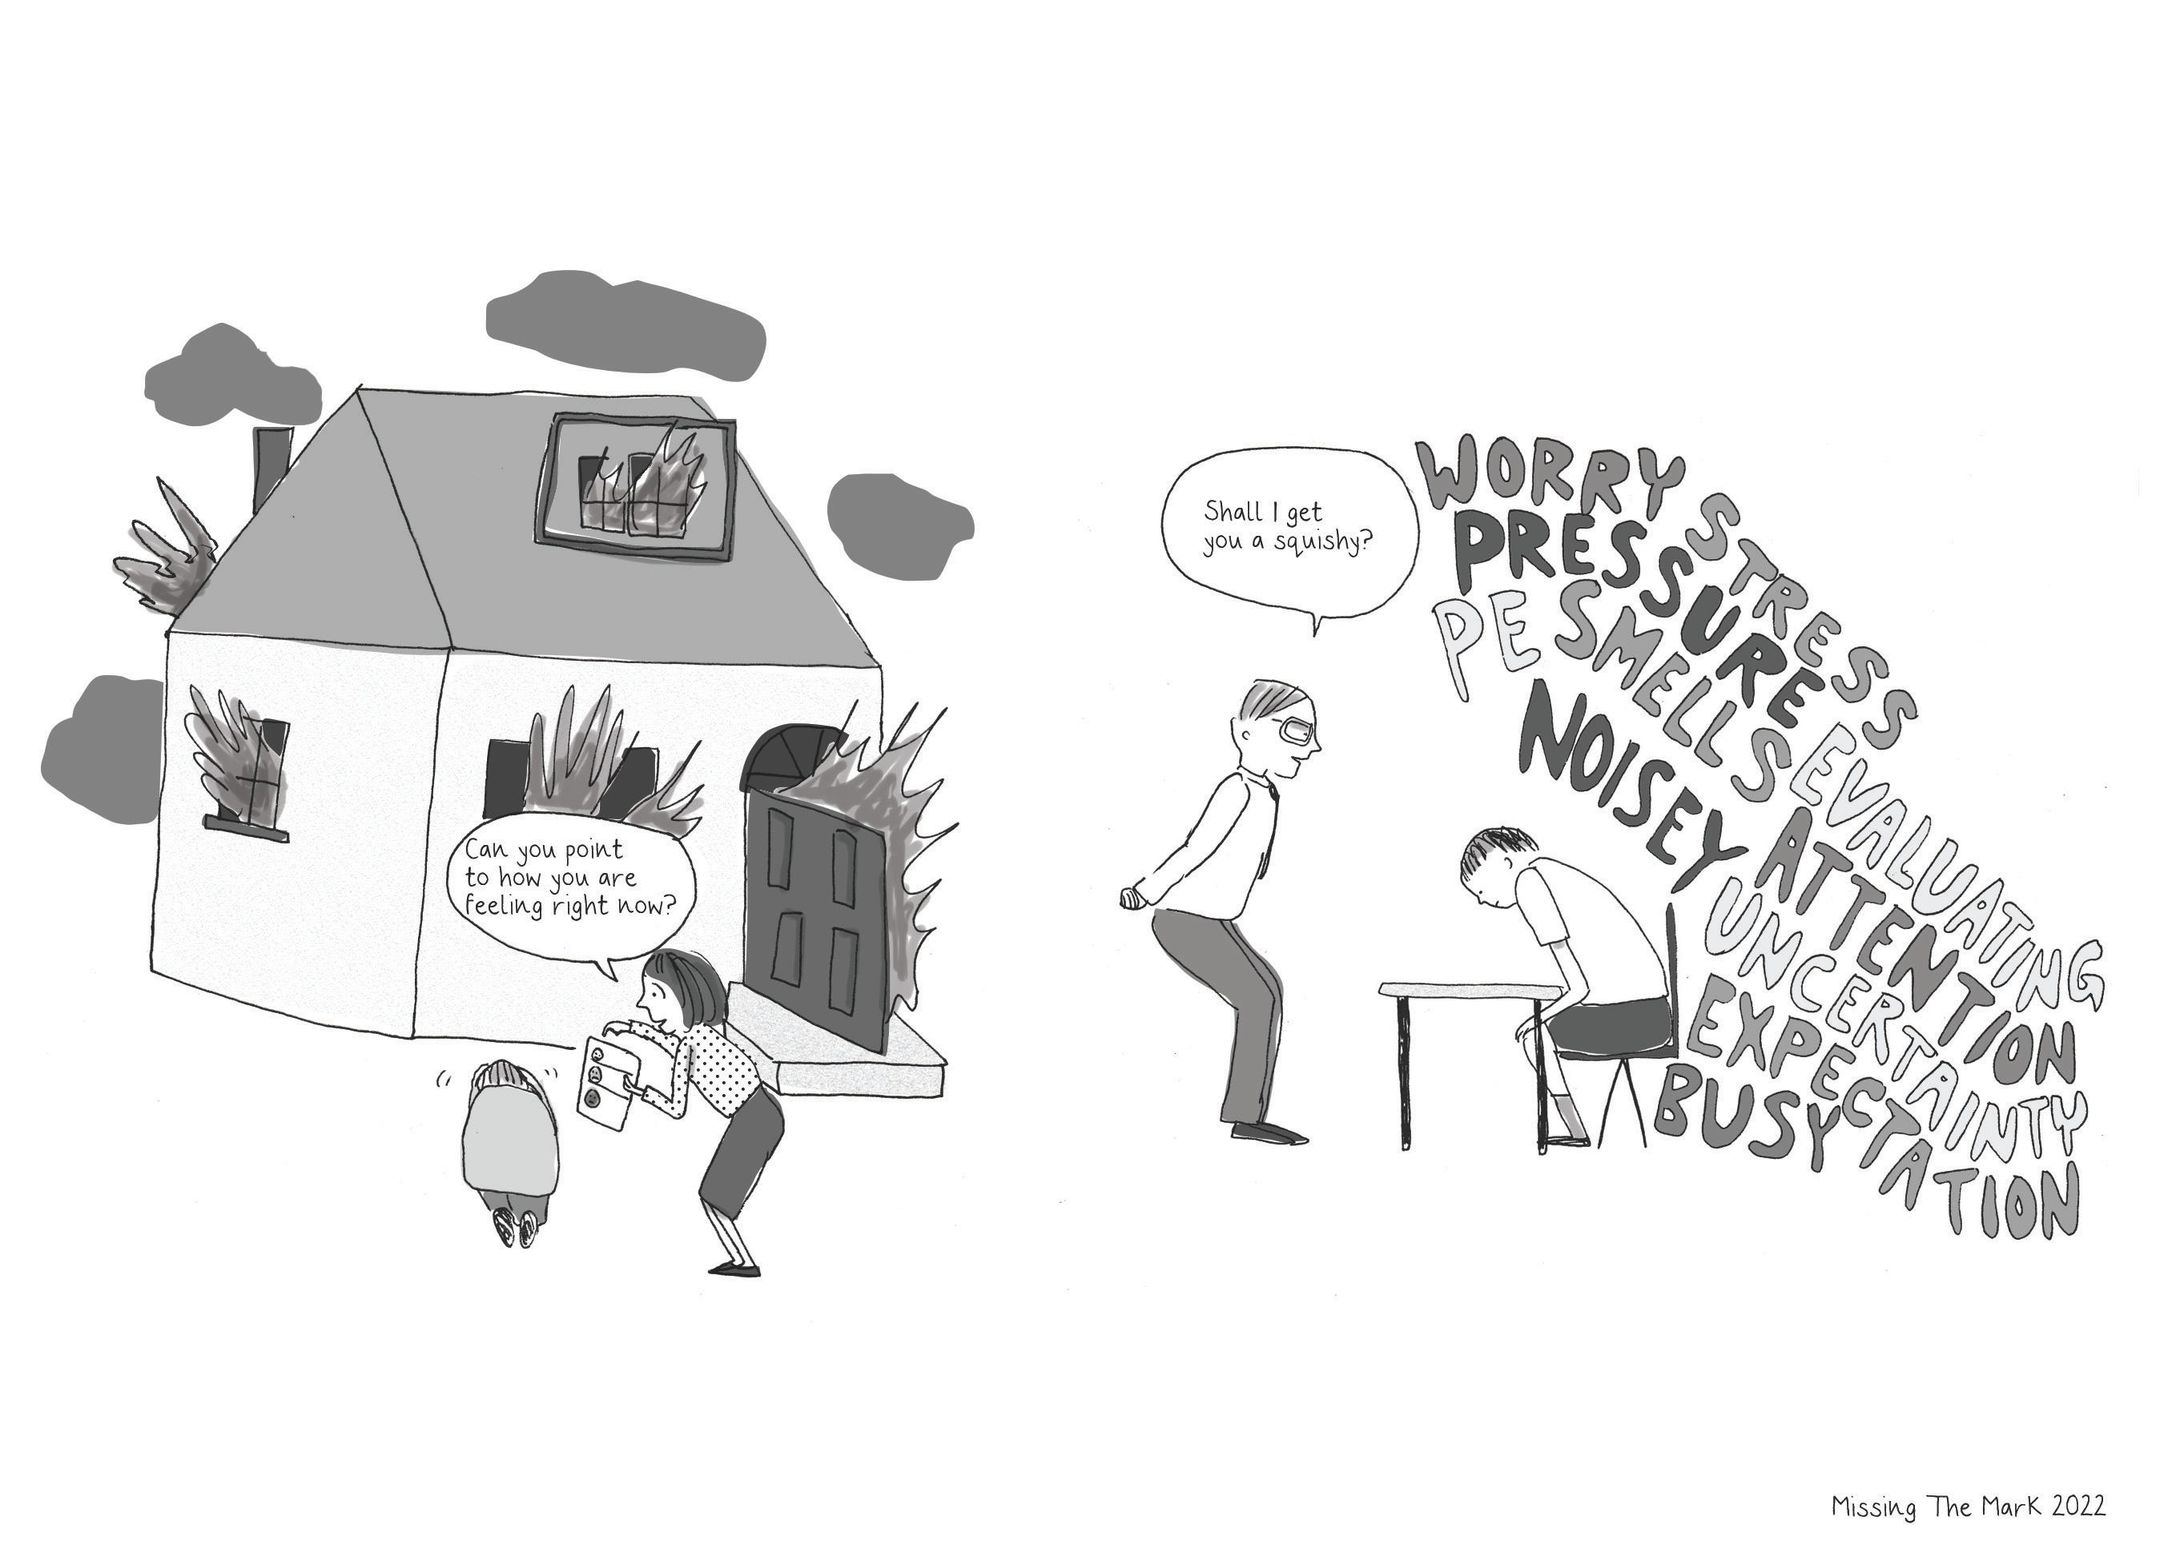 Can you point
to how you are
feeling right now?
Shall I get
you a squishy?
WORRY
STRESS
PRESSURE
PE
SMELLS
EVALUATING
NOISEY
ATTENTION
UNCERTAINTY
EXPECTATION
BUSY
Missing The Mark 2022